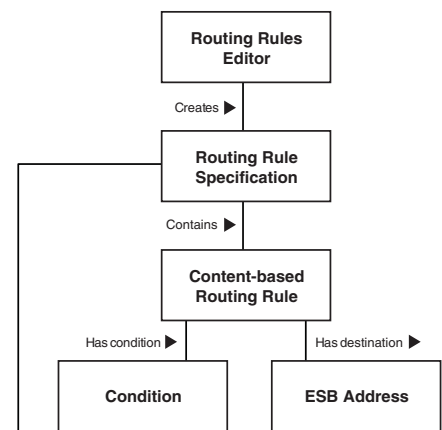 Routing Rules
Editor
Creates ▶
Routing Rule
Specification
Contains ▶
Content-based
Routing Rule
Has condition ▶
Has destination ▶
Condition
ESB Address